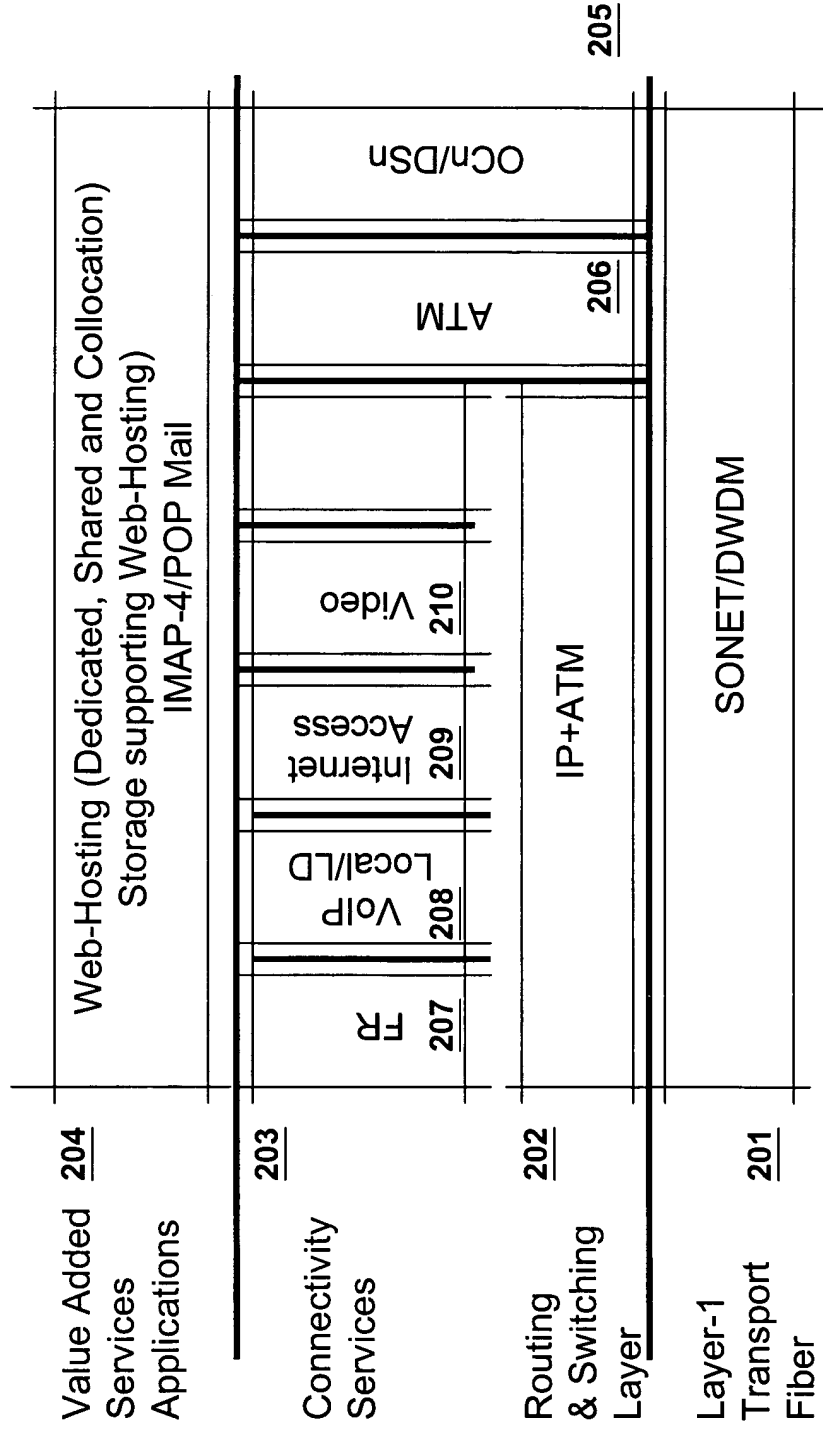 Value Added
Services
Applications
204
Web-Hosting (Dedicated, Shared and Collocation)
Storage supporting Web-Hosting)
IMAP-4/POP Mail
Connectivity
Services
203
FR
207
VoIP
Local/LD
208
Internet
Access
209
Video
210
ATM
206
OCn/DSn
205
Routing
& Switching
Layer
202
IP+ATM
Layer-1
Transport
Fiber
201
SONET/DWDM